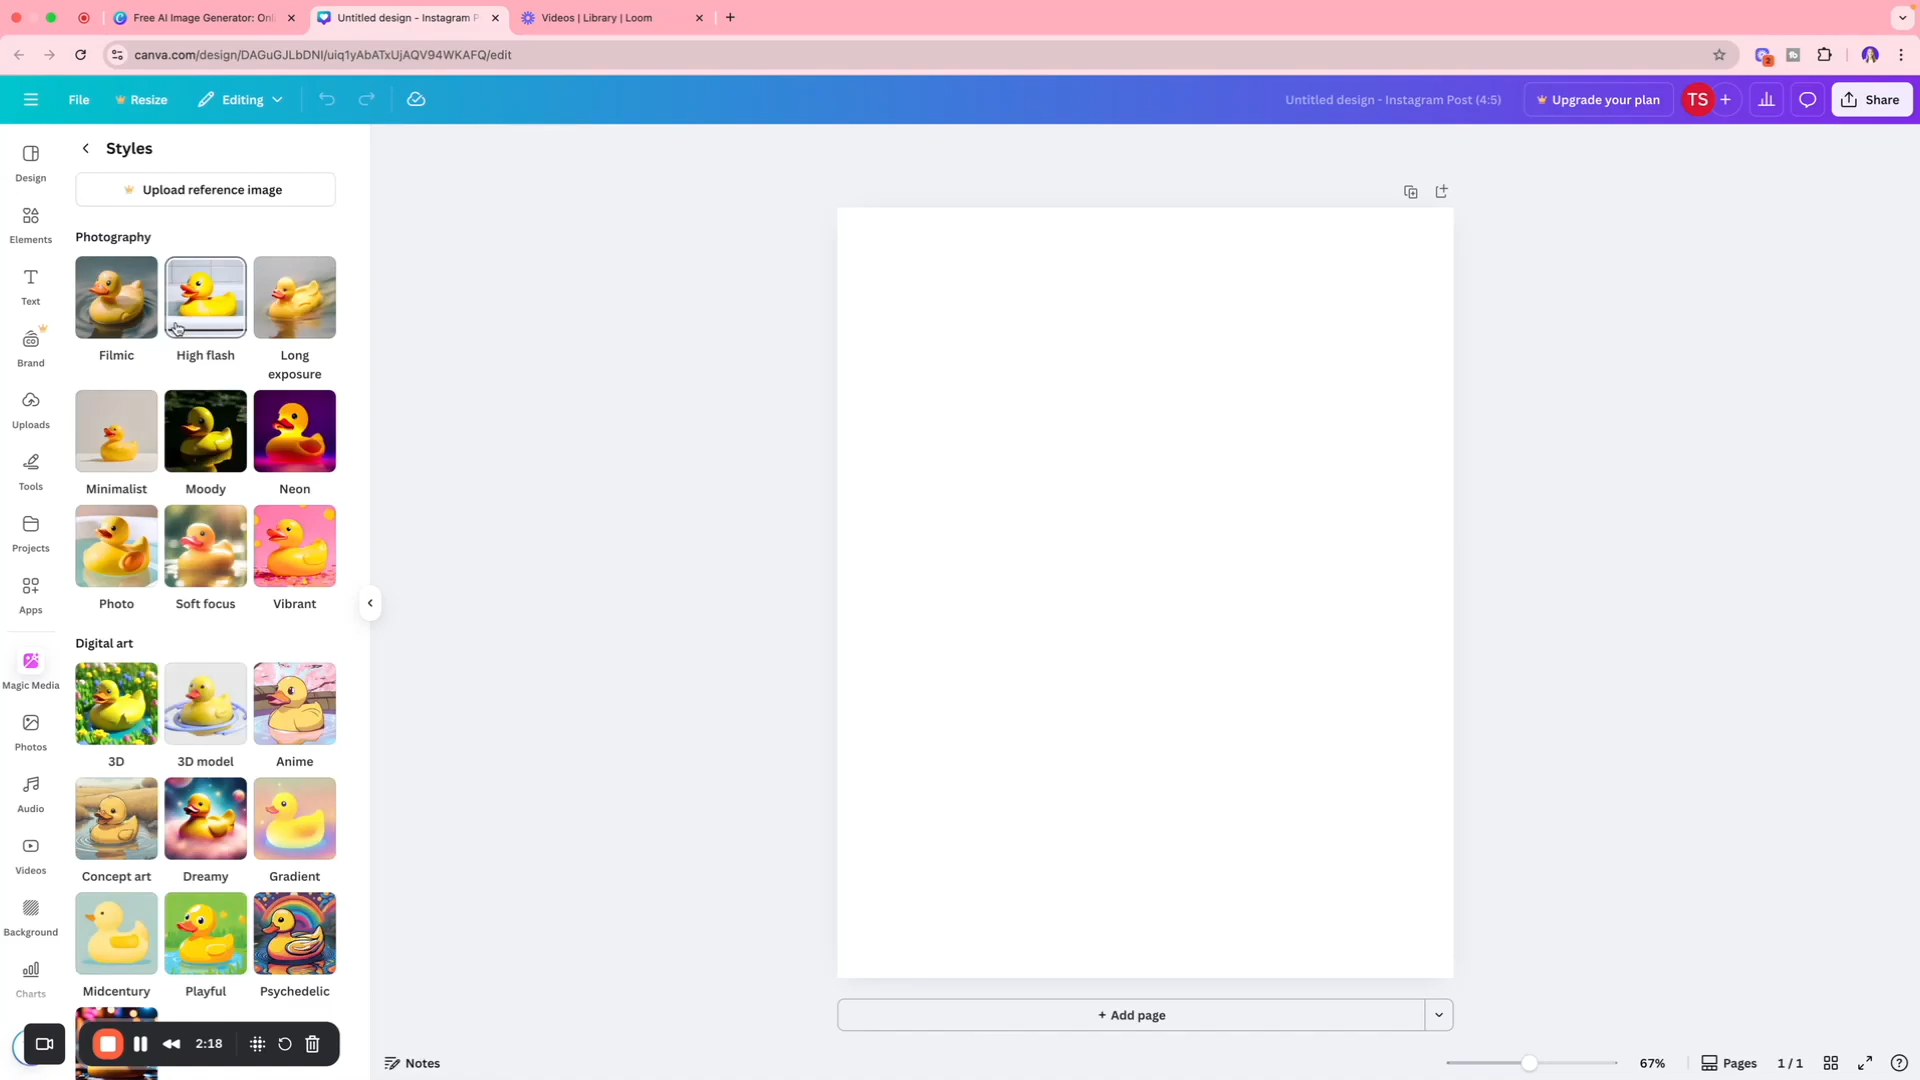 Free AI Image Generator: Onl
Untitled design - Instagram P
Videos | Library | Loom
canva.com/design/DAGuGJLbDNI/uiq1yAbATxUjAQV94WKAFQ/edit
2
File
Resize
Editing
Untitled design - Instagram Post (4:5)
Upgrade your plan
TS
Share
Design
Elements
Text
Brand
Uploads
Tools
Projects
Apps
Magic Media
Photos
Audio
Videos
Background
Charts
Styles
Upload reference image
Photography
Filmic
High flash
Long
exposure
Minimalist
Moody
Neon
Photo
Soft focus
Vibrant
Digital art
3D
3D model
Anime
Concept art
Dreamy
Gradient
Midcentury
Playful
Psychedelic
2:18
+ Add page
Notes
67%
Pages
1 / 1